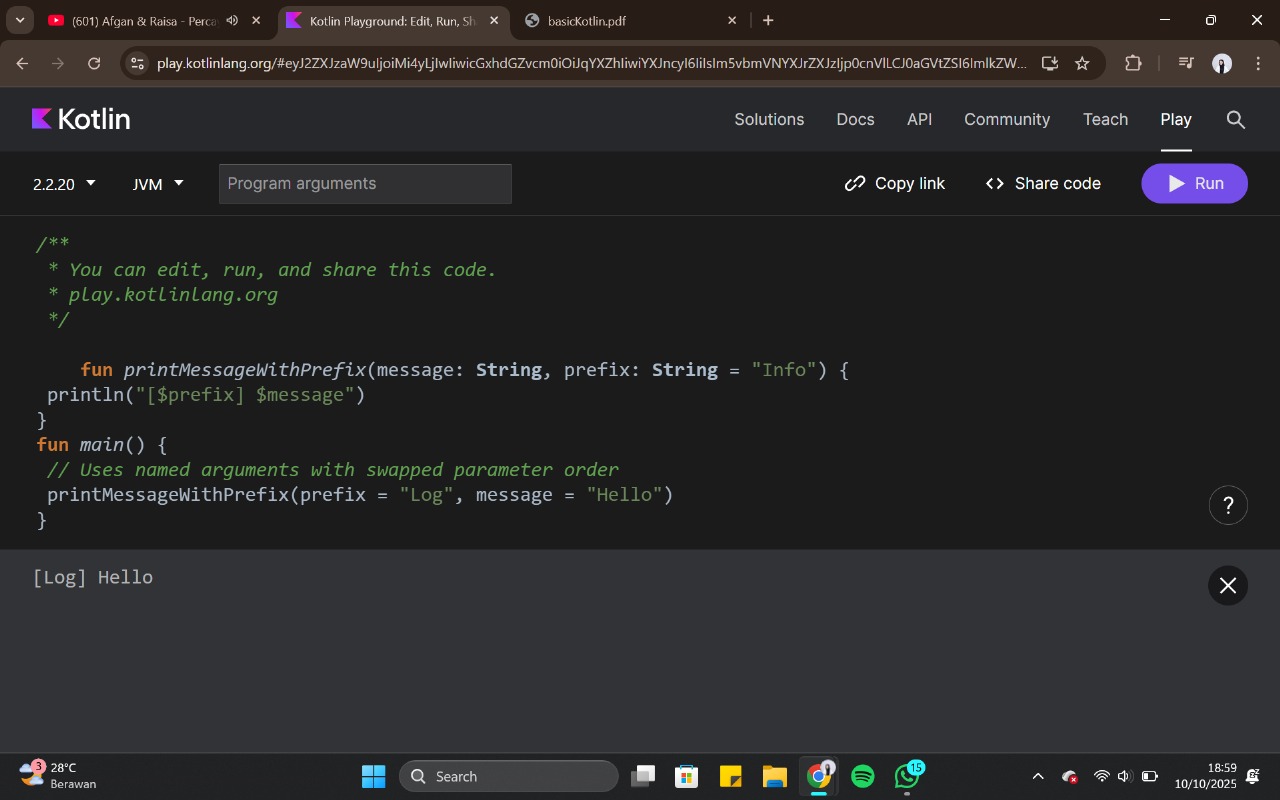 (601) Afgan & Raisa - Perca
Kotlin Playground: Edit, Run, Sh
basicKotlin.pdf
Kotlin
Solutions
Docs
API
Community
Teach
Play
2.2.20
JVM
Program arguments
Copy link
Share code
Run
/**
* You can edit, run, and share this code.
* play.kotlinlang.org
*/
fun printMessageWithPrefix(message: String, prefix: String = "Info") {
println("[$prefix] $message")
}
fun main() {
// Uses named arguments with swapped parameter order
printMessageWithPrefix(prefix = "Log", message = "Hello")
}
?
[Log] Hello
3
28°C
Berawan
Search
15
18:59
10/10/2025